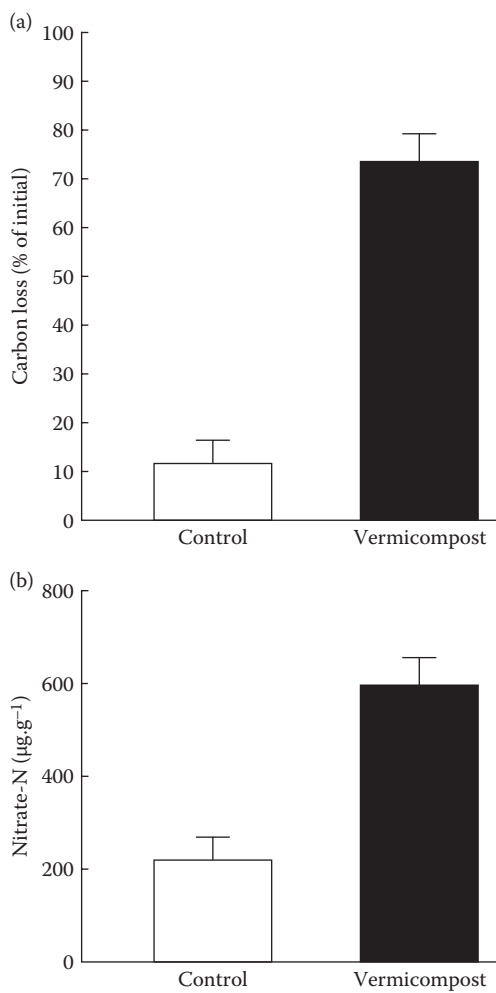 (a)
100
90
80
70
60
50
40
30
20
10
0
Carbon loss (% of initial)
Control Vermicompost
(b)
800
600
400
200
0
Nitrate-N (µg.g⁻¹)
Control Vermicompost